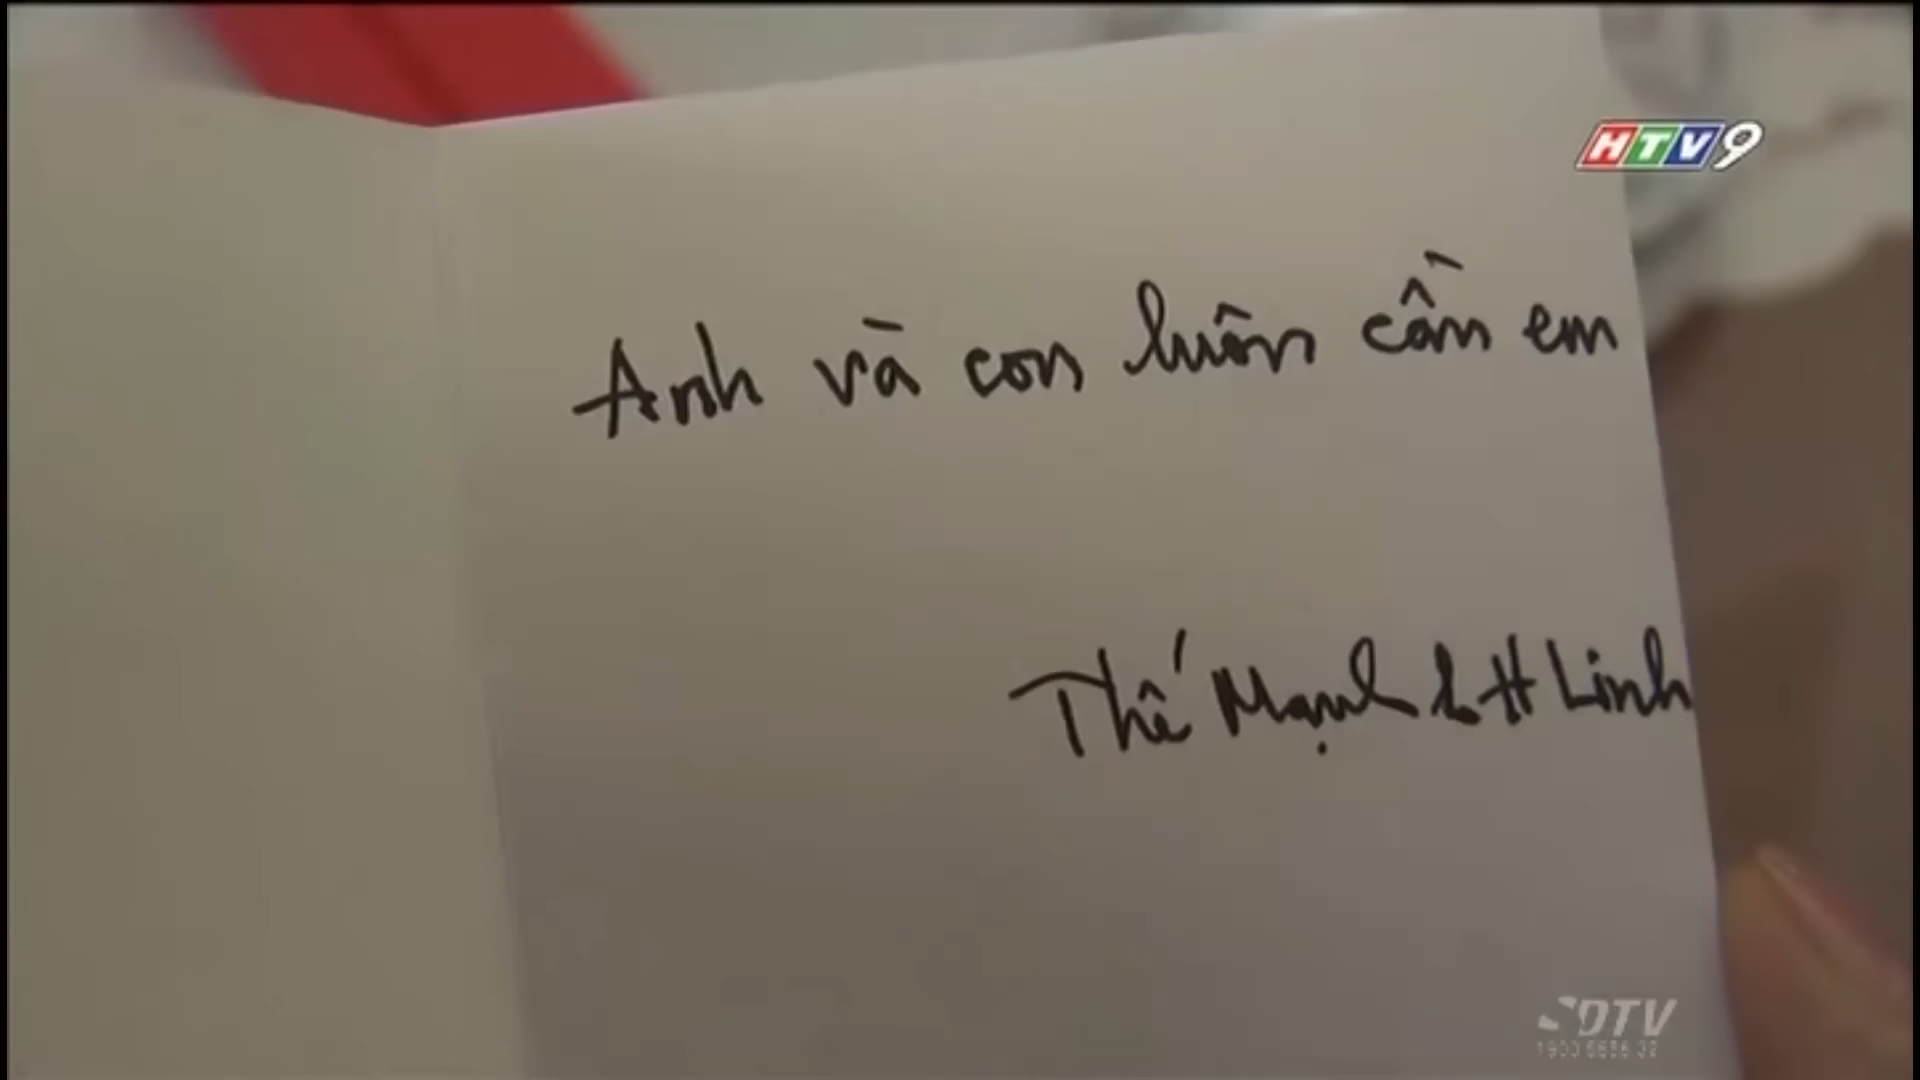 HTV9
Anh và con luôn cần em
Thế Mạnh & H Linh
SDTV